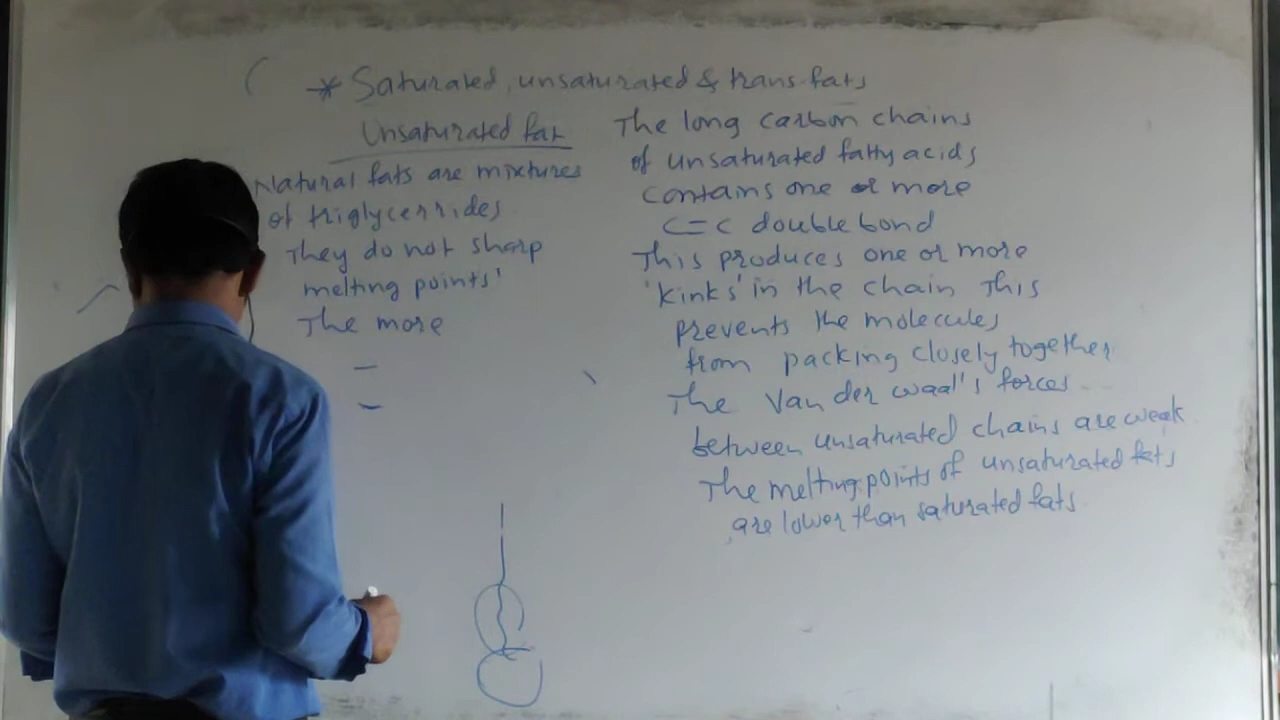 * Saturated, unsaturated & trans fats
Unsaturated fat
Natural fats are mixtures
of triglycerrides
They do not sharp
melting points'
The more
The long carbon chains
of unsaturated fatty acids
contains one or more
C=C double bond
This produces one or more
'kinks' in the chain This
prevents the molecules
from packing closely together
The Van der waal's forces
between unsaturated chains are weak
The melting points of unsaturated fats
are lower than saturated fats